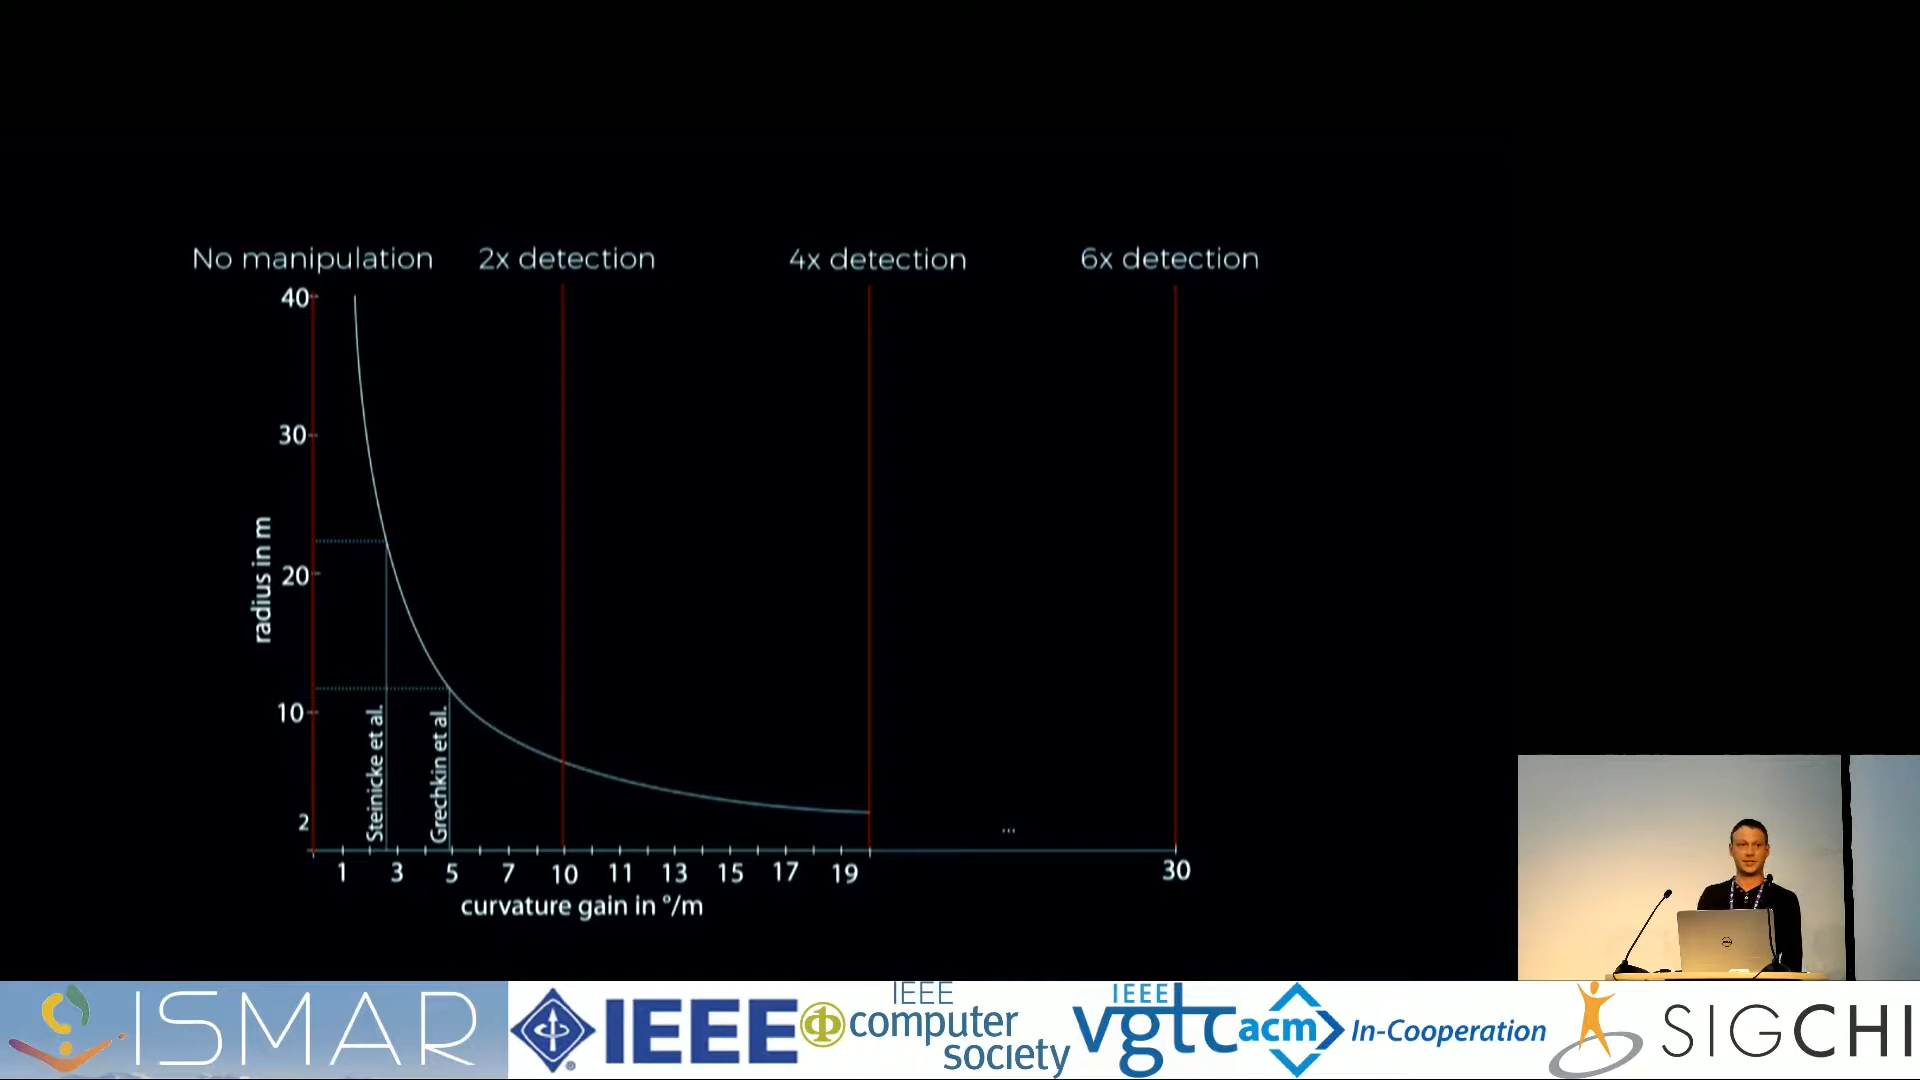 No manipulation
2x detection
4x detection
6x detection
40
30
20
10
2
radius in m
Steinicke et al.
Grechkin et al.
1 3 5 7 10 11 13 15 17 19 30
...
curvature gain in °/m
ISMAR
IEEE
IEEE
computer
society
IEEE
vgtc
acm In-Cooperation
SIGCHI